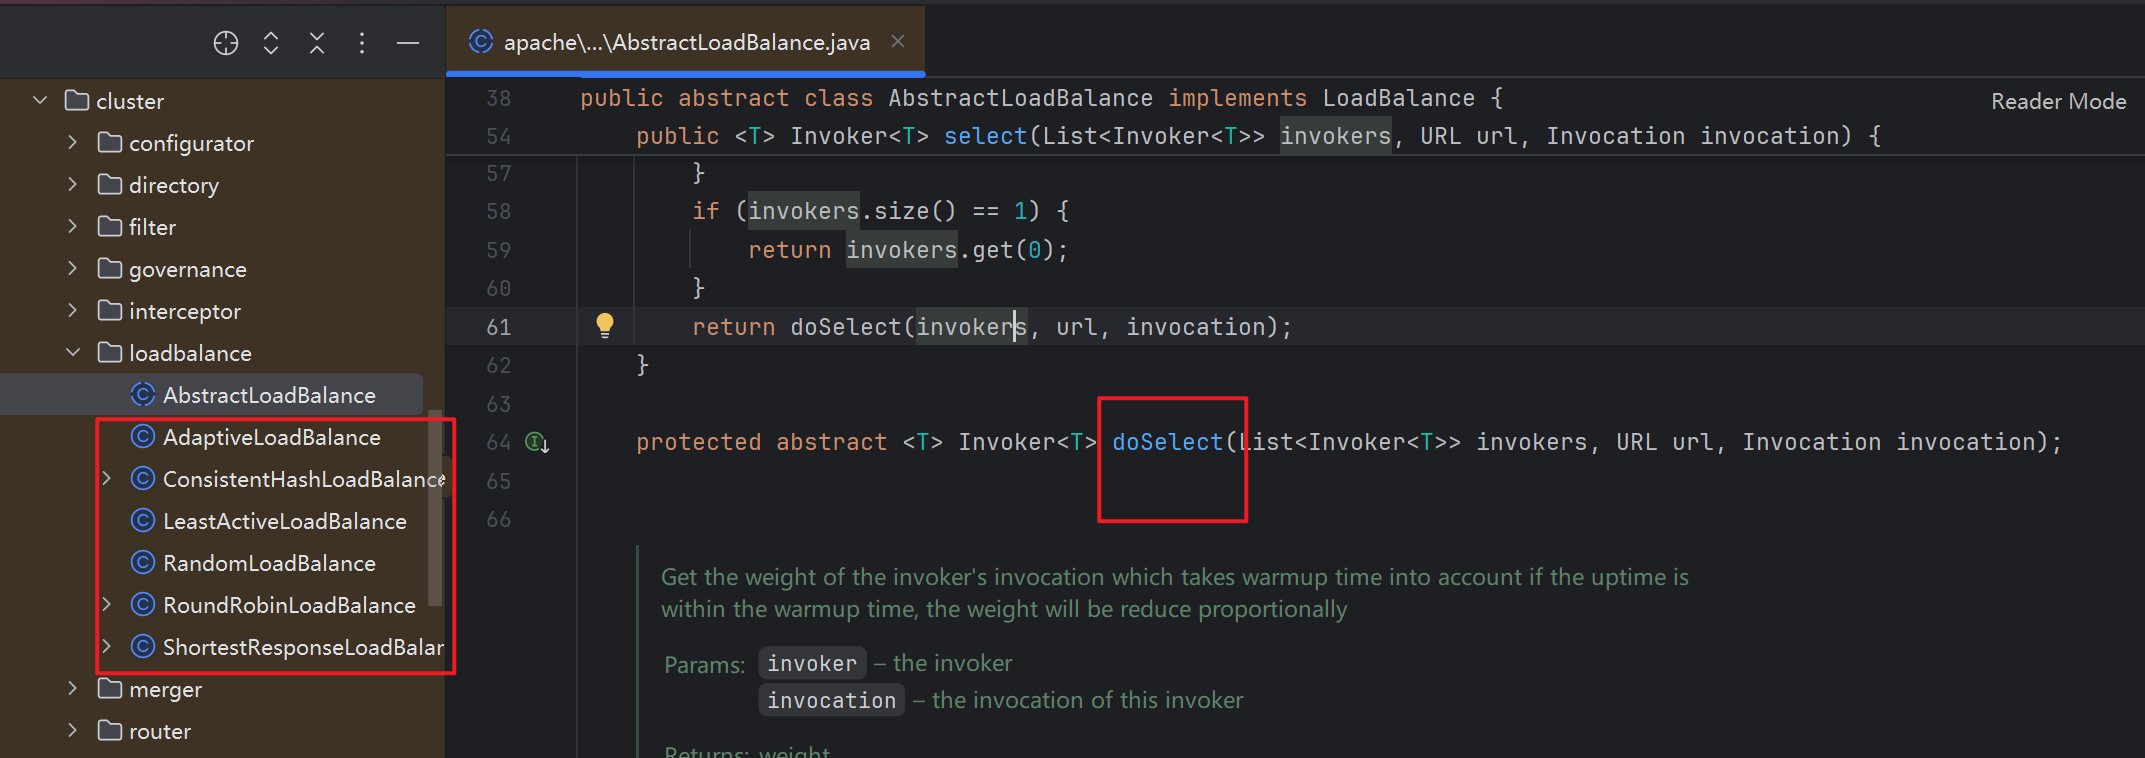 cluster
configurator
directory
filter
governance
interceptor
loadbalance
AbstractLoadBalance
AdaptiveLoadBalance
ConsistentHashLoadBalance
LeastActiveLoadBalance
RandomLoadBalance
RoundRobinLoadBalance
ShortestResponseLoadBalan
merger
router
apache\...\AbstractLoadBalance.java
Reader Mode
38 public abstract class AbstractLoadBalance implements LoadBalance {
54 public <T> Invoker<T> select(List<Invoker<T>> invokers, URL url, Invocation invocation) {
57 }
58 if (invokers.size() == 1) {
59 return invokers.get(0);
60 }
61 return doSelect(invokers, url, invocation);
62 }
63
64 protected abstract <T> Invoker<T> doSelect(List<Invoker<T>> invokers, URL url, Invocation invocation);
65
66
Get the weight of the invoker's invocation which takes warmup time into account if the uptime is
within the warmup time, the weight will be reduce proportionally
Params: invoker – the invoker
invocation – the invocation of this invoker
Returns: weight